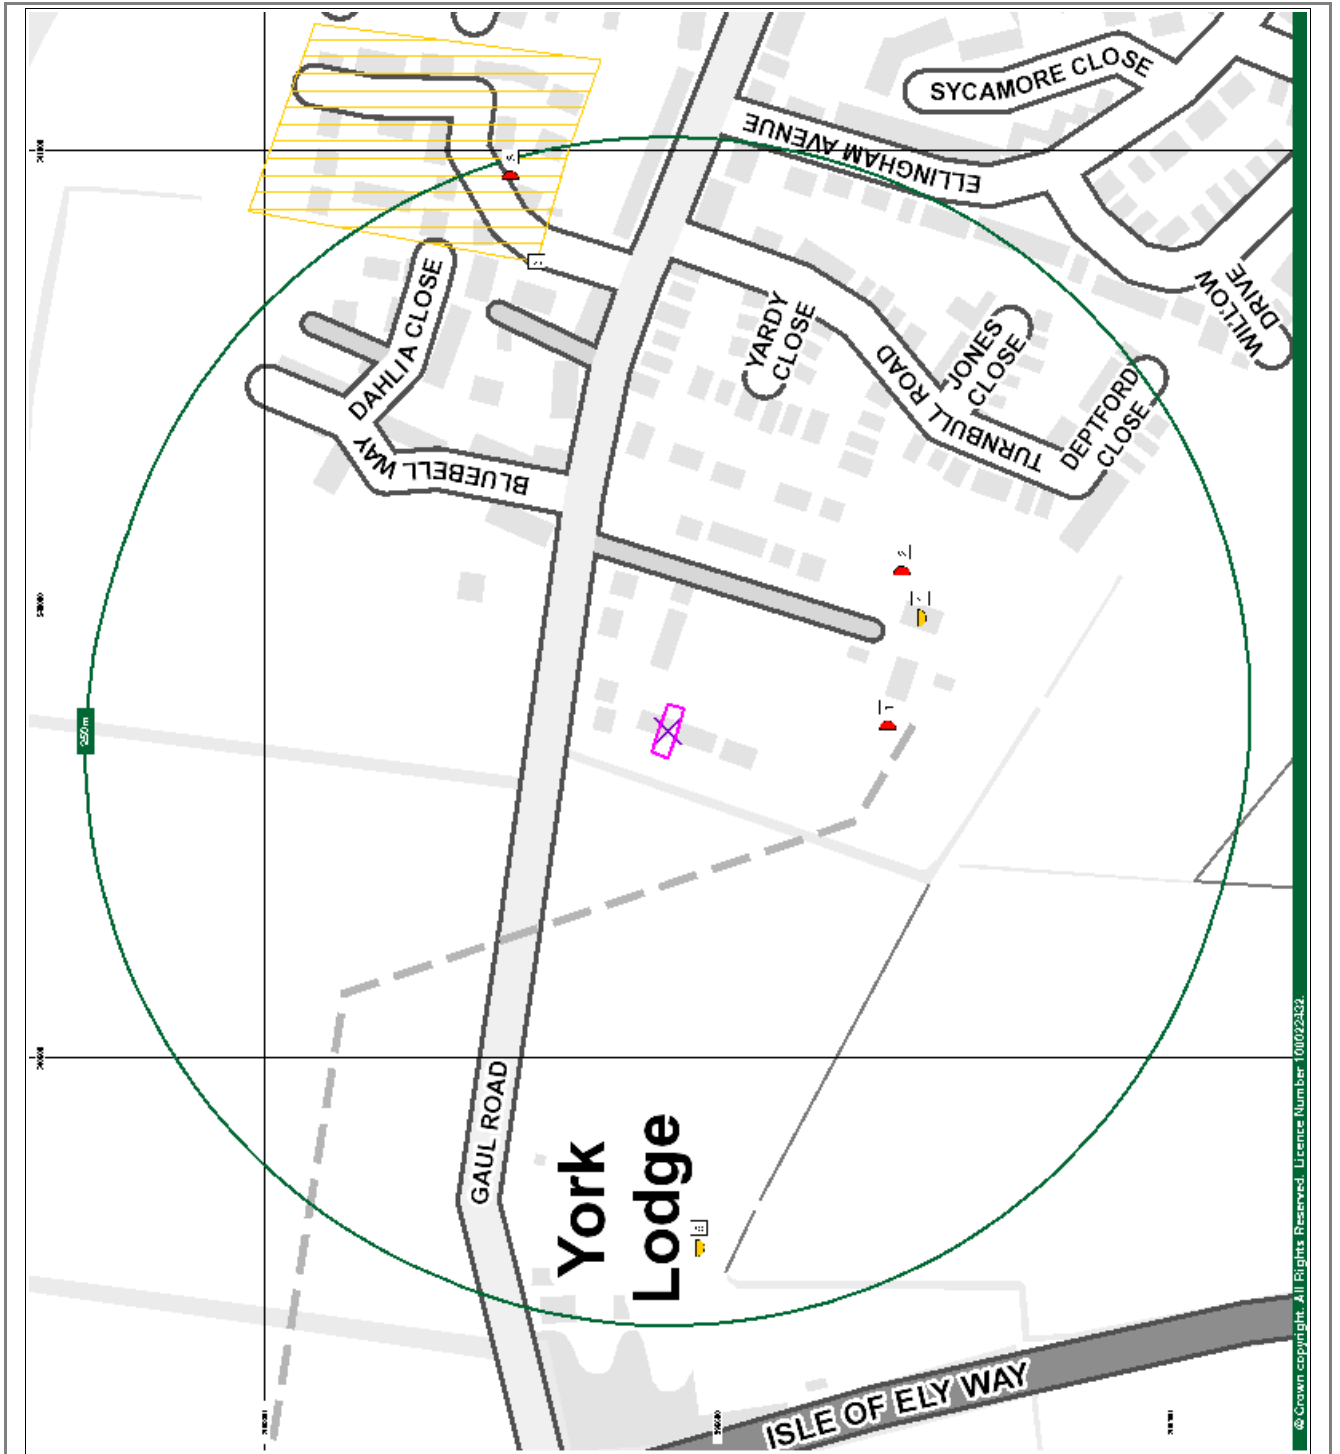 SYCAMORE CLOSE
ELLINGHAM AVENUE
WILLOW
DRIVE
DAHLIA CLOSE
YARDY
CLOSE
JONES
CLOSE
TURNBULL ROAD
DEPTFORD
CLOSE
BLUEBELL WAY
250m
1
GAUL ROAD
York
Lodge
ISLE OF ELY WAY
© Crown copyright. All Rights Reserved. Licence Number 100022432.